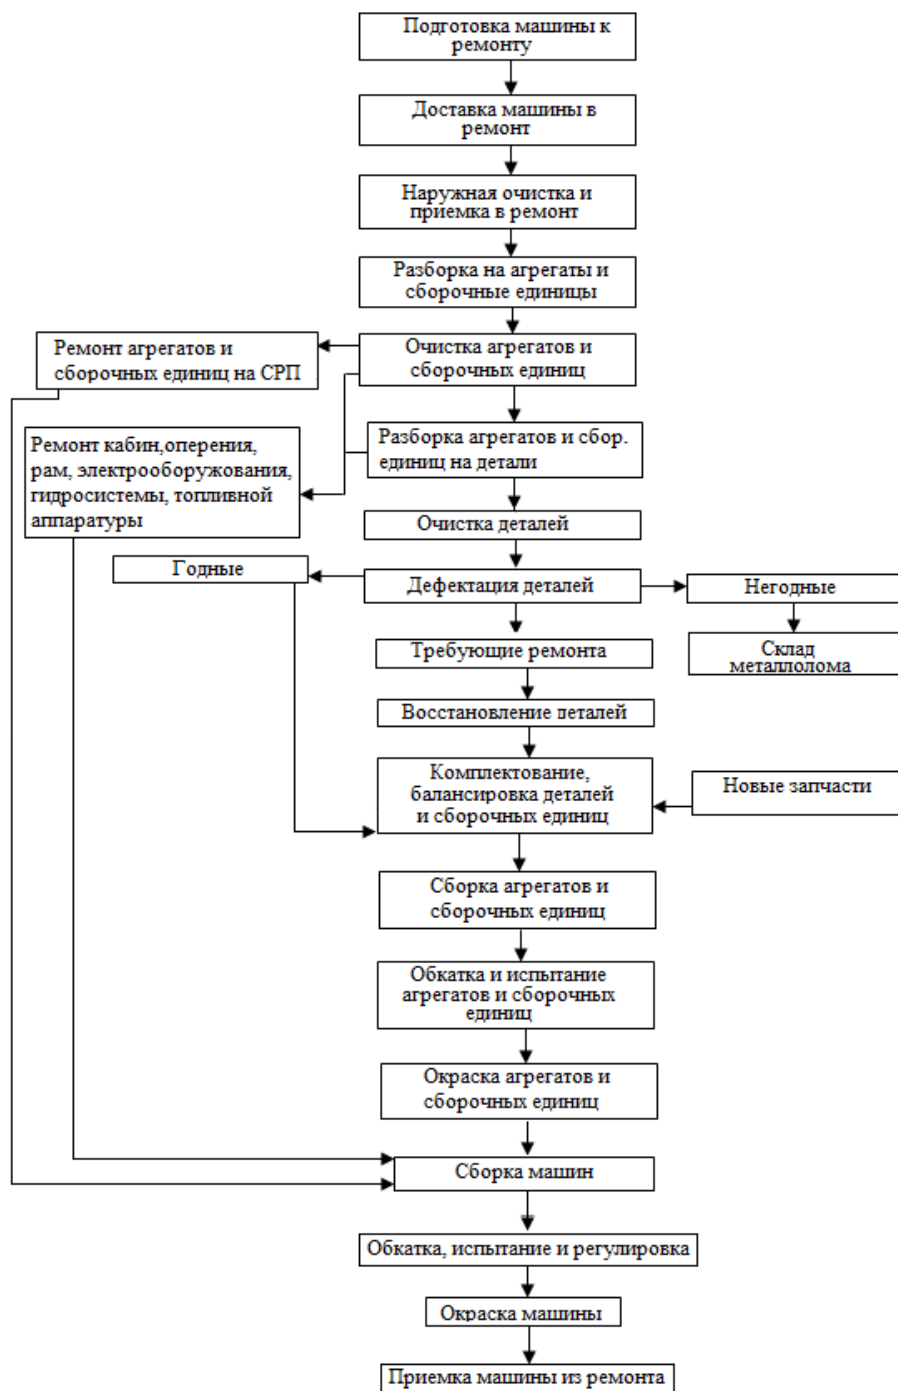 Подготовка машины к
ремонту
Доставка машины в
ремонт
Наружная очистка и
приемка в ремонт
Разборка на агрегаты и
сборочные единицы
Ремонт агрегатов и
сборочных единиц на СРП
Очистка агрегатов и
сборочных единиц
Разборка агрегатов и сбор.
единиц на детали
Ремонт кабин,оперения,
рам, электрооборужования,
гидросистемы, топливной
аппаратуры
Очистка деталей
Годные
Дефектация деталей
Негодные
Требующие ремонта
Склад
металлолома
Восстановление деталей
Комплектование,
балансировка деталей
и сборочных единиц
Новые запчасти
Сборка агрегатов и
сборочных единиц
Обкатка и испытание
агрегатов и сборочных
единиц
Окраска агрегатов и
сборочных единиц
Сборка машин
Обкатка, испытание и регулировка
Окраска машины
Приемка машины из ремонта